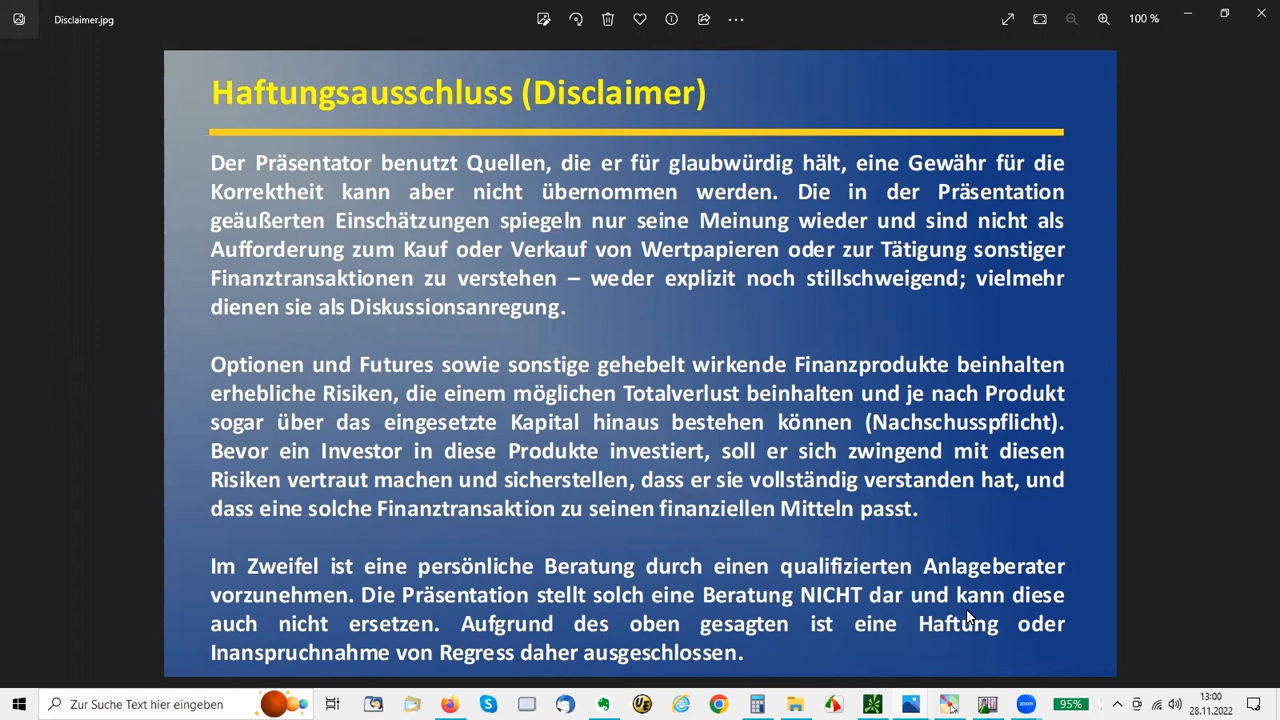 Disclaimer.jpg
100 %
Haftungsausschluss (Disclaimer)
Der Präsentator benutzt Quellen, die er für glaubwürdig hält, eine Gewähr für die
Korrektheit kann aber nicht übernommen werden. Die in der Präsentation
geäußerten Einschätzungen spiegeln nur seine Meinung wieder und sind nicht als
Aufforderung zum Kauf oder Verkauf von Wertpapieren oder zur Tätigung sonstiger
Finanztransaktionen zu verstehen – weder explizit noch stillschweigend; vielmehr
dienen sie als Diskussionsanregung.
Optionen und Futures sowie sonstige gehebelt wirkende Finanzprodukte beinhalten
erhebliche Risiken, die einem möglichen Totalverlust beinhalten und je nach Produkt
sogar über das eingesetzte Kapital hinaus bestehen können (Nachschusspflicht).
Bevor ein Investor in diese Produkte investiert, soll er sich zwingend mit diesen
Risiken vertraut machen und sicherstellen, dass er sie vollständig verstanden hat, und
dass eine solche Finanztransaktion zu seinen finanziellen Mitteln passt.
Im Zweifel ist eine persönliche Beratung durch einen qualifizierten Anlageberater
vorzunehmen. Die Präsentation stellt solch eine Beratung NICHT dar und kann diese
auch nicht ersetzen. Aufgrund des oben gesagten ist eine Haftung oder
Inanspruchnahme von Regress daher ausgeschlossen.
Zur Suche Text hier eingeben
UE
zoom
95%
13:00
28.11.2022